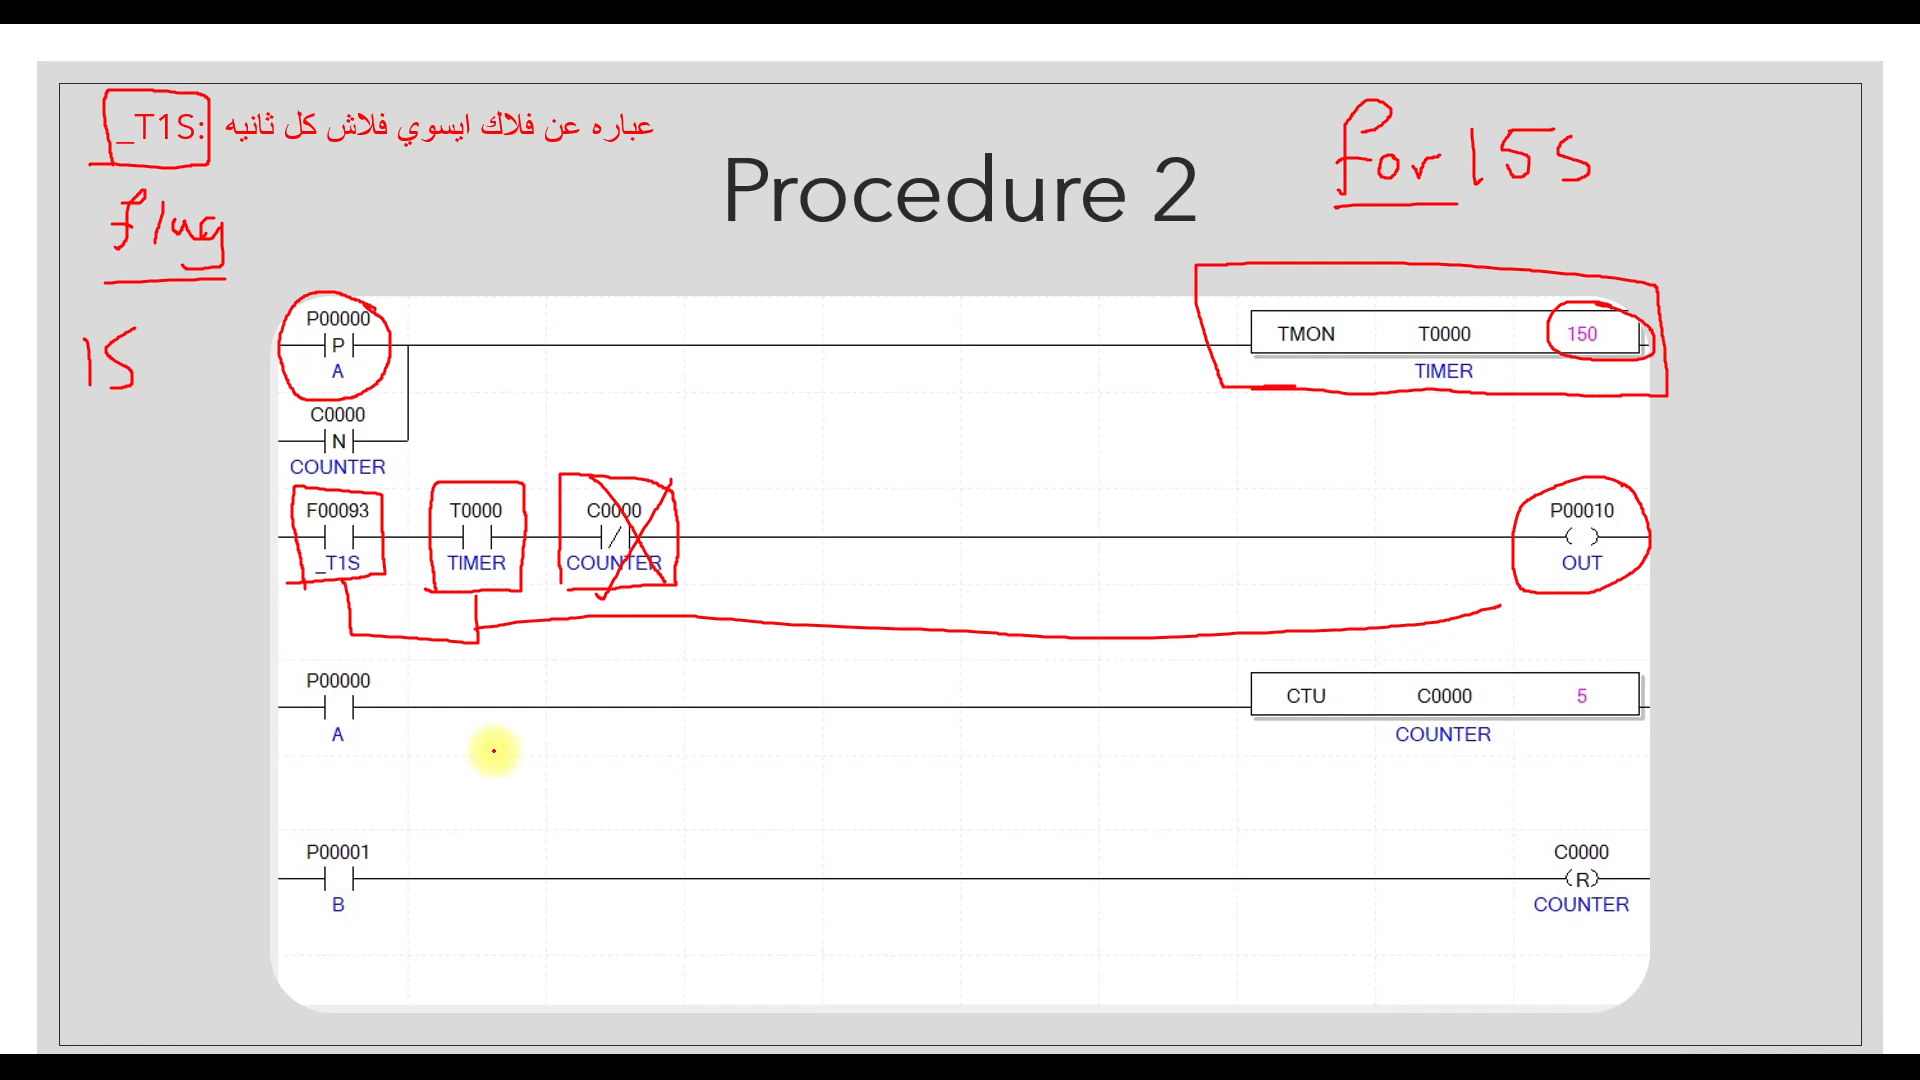 _T1S: عباره عن فلاك ايسوي فلاش كل ثانيه
for 15S
Procedure 2
flag
1S
P00000
P
A
TMON T0000 150
TIMER
C0000
N
COUNTER
F00093 T0000 C0000 P00010
_T1S TIMER COUNTER OUT
P00000
A
CTU C0000 5
COUNTER
P00001 C0000
R
B COUNTER